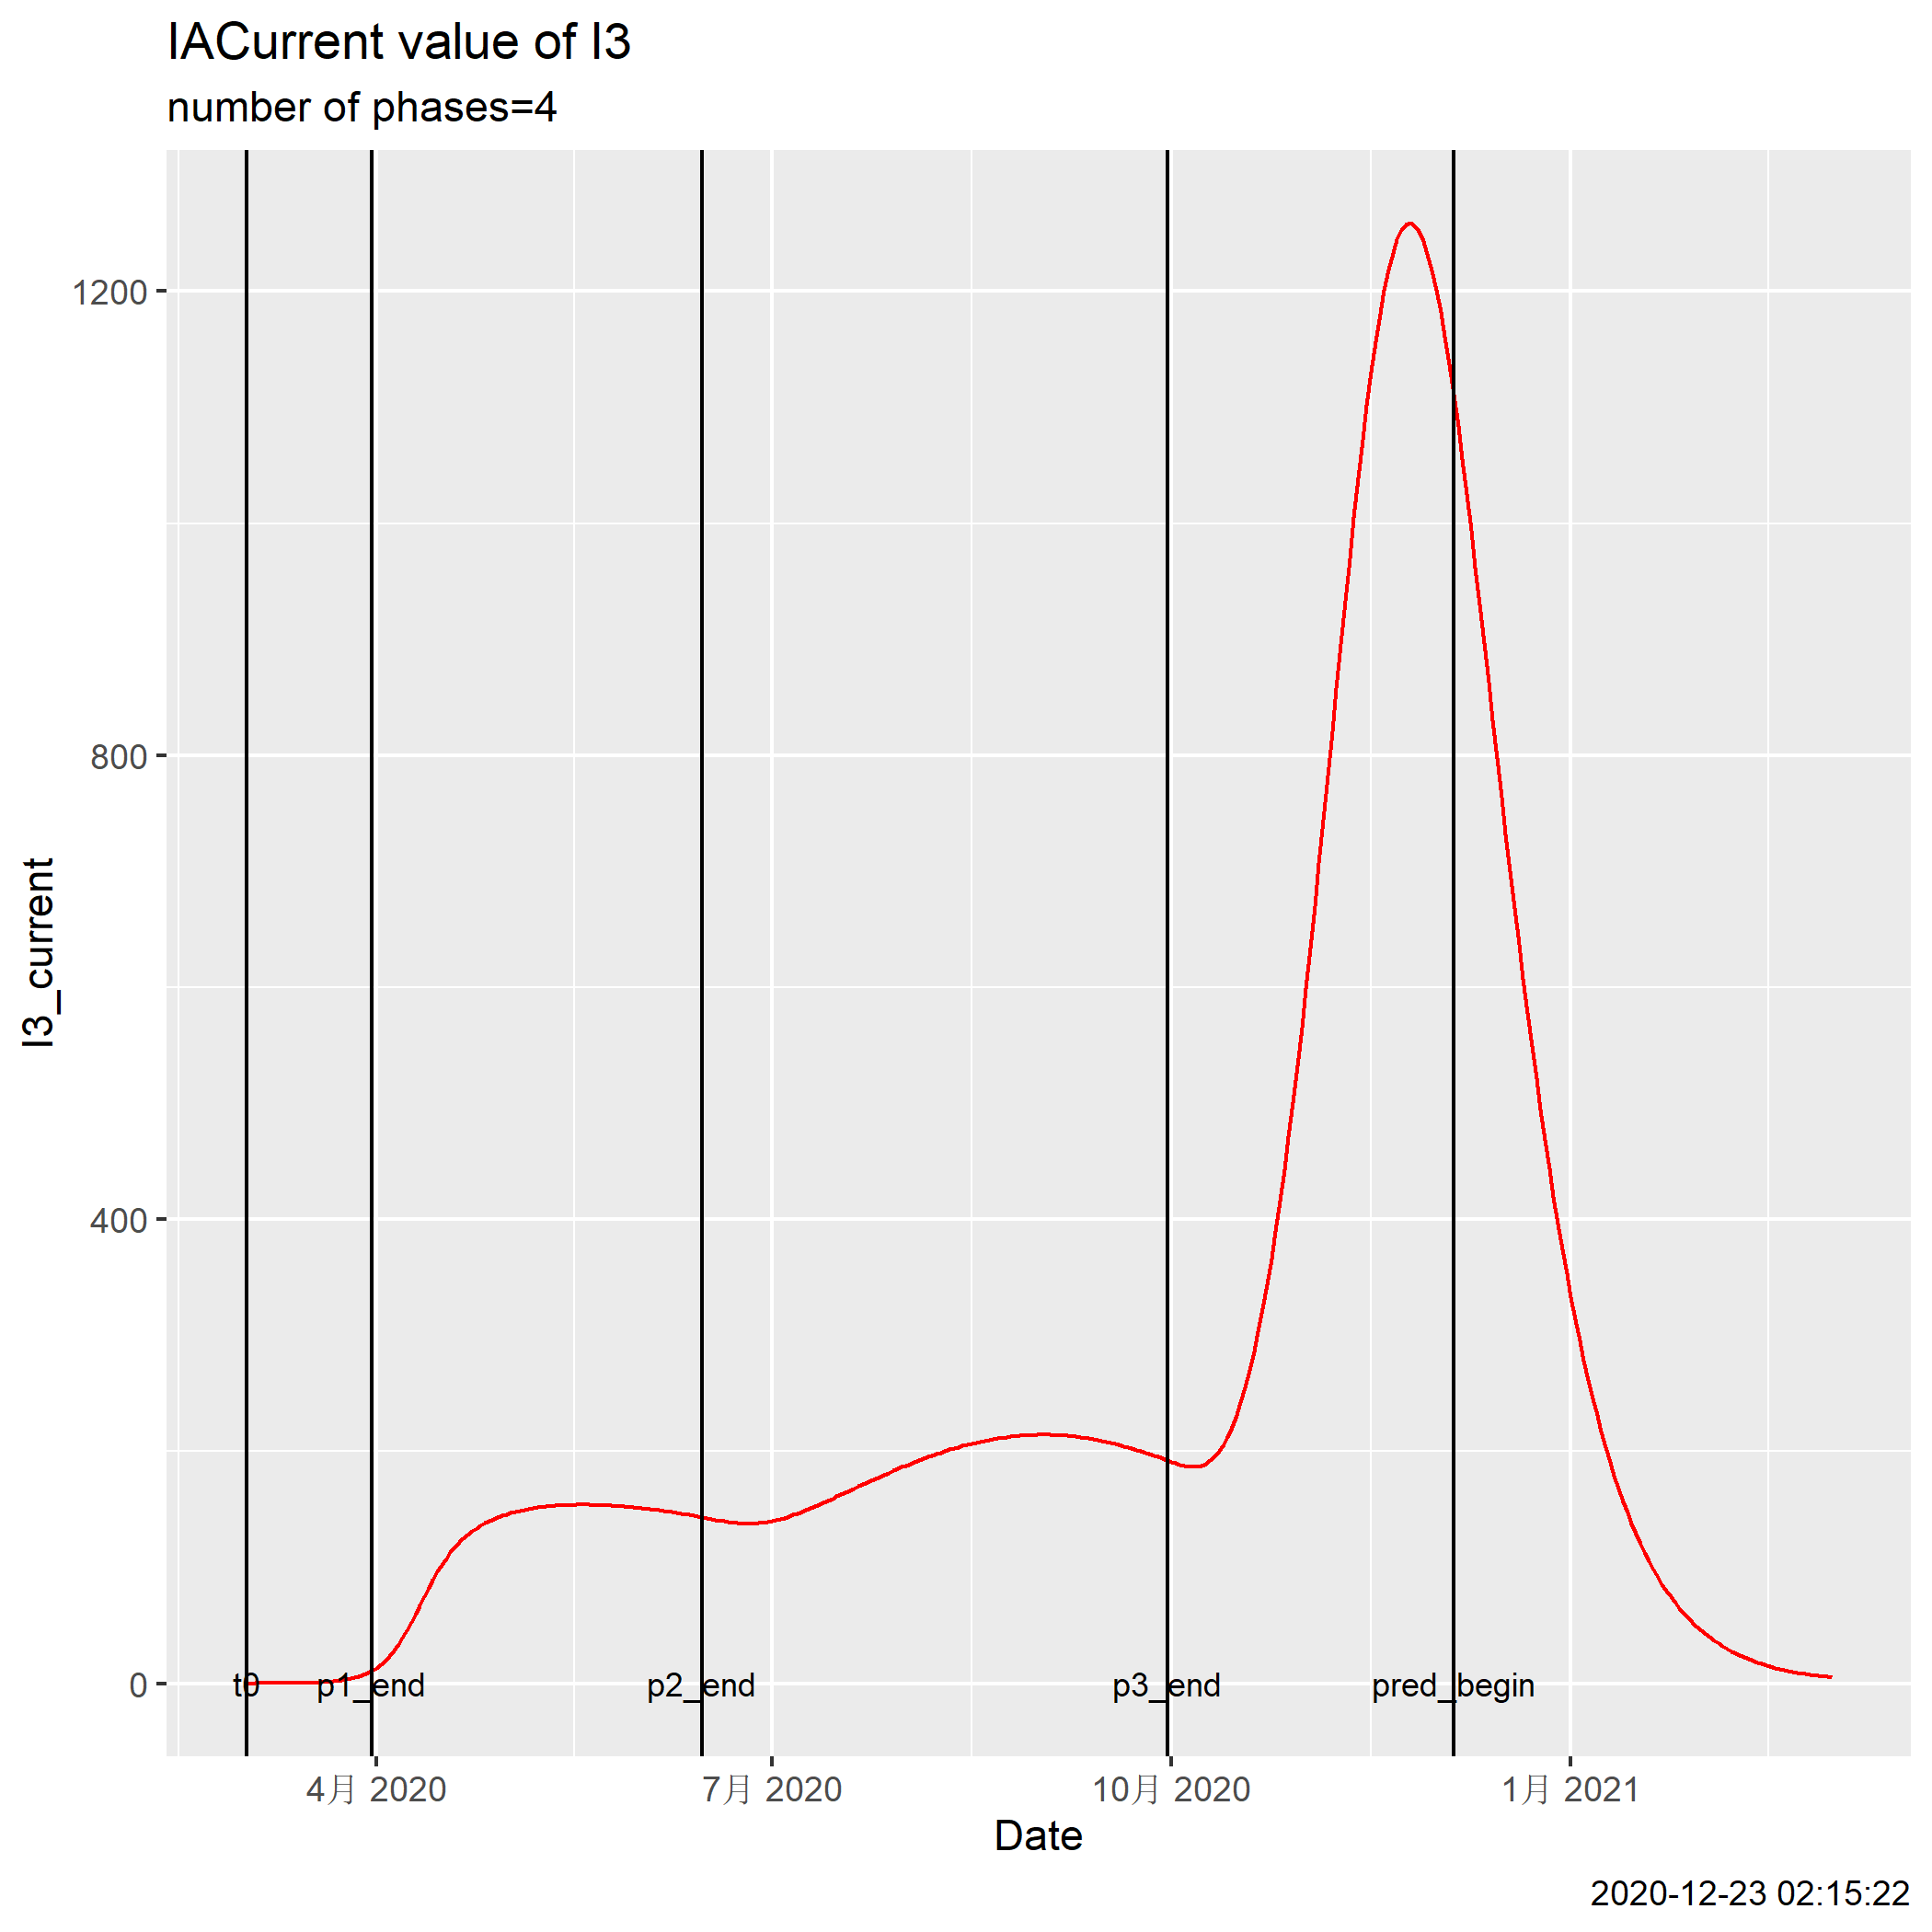 IACurrent value of I3
number of phases=4
1200
800
400
0
I3_current
t0
p1_end
p2_end
p3_end
pred_begin
4月 2020
7月 2020
10月 2020
1月 2021
Date
2020-12-23 02:15:22